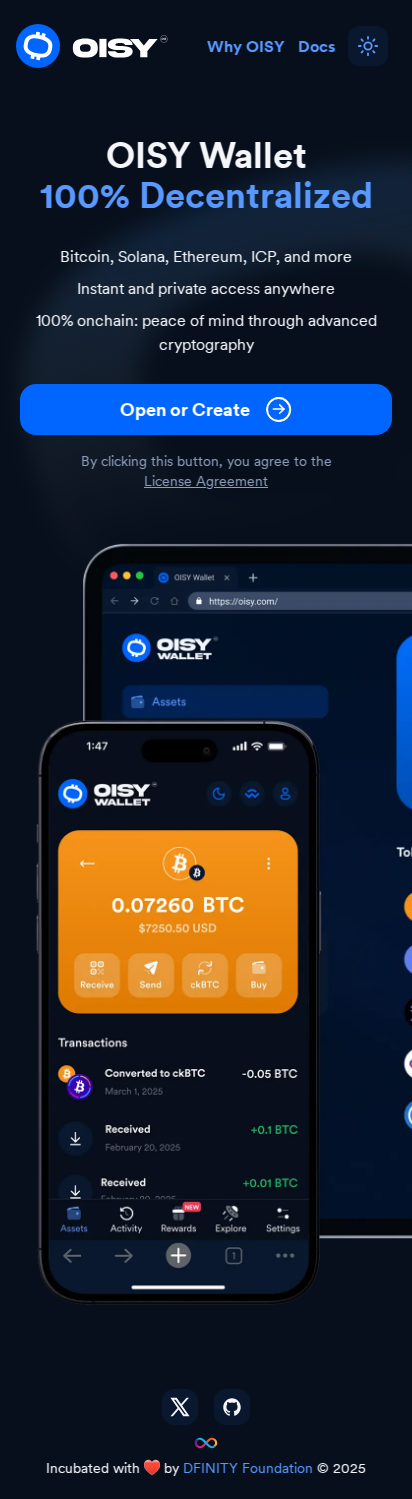 OISY
Why OISY Docs
OISY Wallet
100% Decentralized
Bitcoin, Solana, Ethereum, ICP, and more
Instant and private access anywhere
100% onchain: peace of mind through advanced
cryptography
Open or Create
By clicking this button, you agree to the
License Agreement
OISY Wallet
https://oisy.com/
OISY
WALLET
Assets
1:47
OISY
WALLET
0.07260 BTC
$7250.50 USD
Receive Send ckBTC Buy
Transactions
Converted to ckBTC -0.05 BTC
March 1, 2025
Received +0.1 BTC
February 20, 2025
Received +0.01 BTC
February 20, 2025
NEW
Assets Activity Rewards Explore Settings
1
Incubated with ❤️ by DFINITY Foundation © 2025